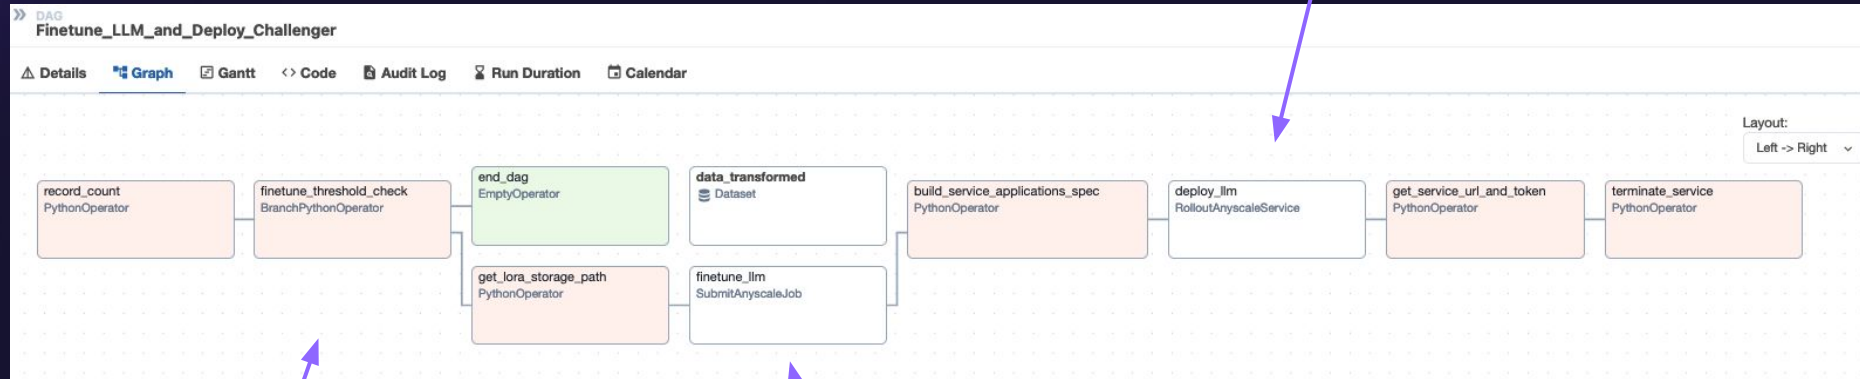 DAG
Finetune_LLM_and_Deploy_Challenger
Details Graph Gantt Code Audit Log Run Duration Calendar
Layout:
Left -> Right
record_count
PythonOperator
finetune_threshold_check
BranchPythonOperator
end_dag
EmptyOperator
get_lora_storage_path
PythonOperator
data_transformed
Dataset
finetune_llm
SubmitAnyscaleJob
build_service_applications_spec
PythonOperator
deploy_llm
RolloutAnyscaleService
get_service_url_and_token
PythonOperator
terminate_service
PythonOperator